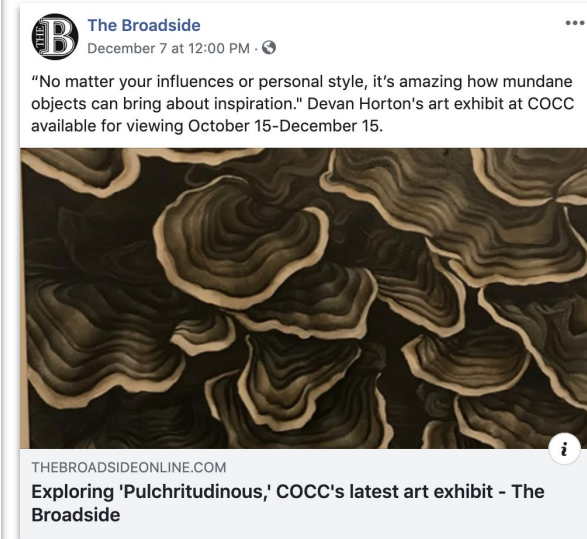 THE B
The Broadside
December 7 at 12:00 PM ·
“No matter your influences or personal style, it’s amazing how mundane
objects can bring about inspiration." Devan Horton's art exhibit at COCC
available for viewing October 15-December 15.
i
THEBROADSIDEONLINE.COM
Exploring 'Pulchritudinous,' COCC's latest art exhibit - The
Broadside